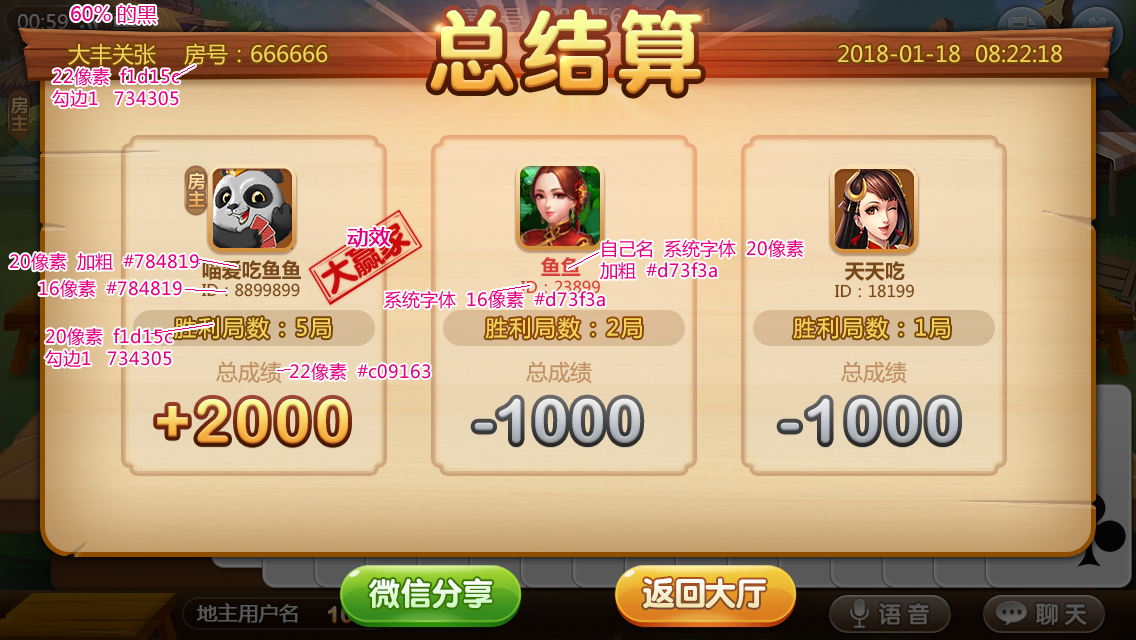 00:59
60% 的黑
总结算
大丰关张 房号：666666
2018-01-18 08:22:18
22像素 f1d15c
勾边1 734305
房主
房主
动效
大赢家
20像素 加粗 #784819
喵爱吃鱼鱼
16像素 #784819
ID：8899899
鱼鱼
自己名 系统字体 20像素
加粗 #d73f3a
ID：23899
系统字体 16像素 #d73f3a
天天吃
ID：18199
20像素 f1d15c
勾边1 734305
胜利局数：5局
胜利局数：2局
胜利局数：1局
总成绩
22像素 #c09163
总成绩
总成绩
+2000
-1000
-1000
微信分享
返回大厅
地主用户名
语音
聊天